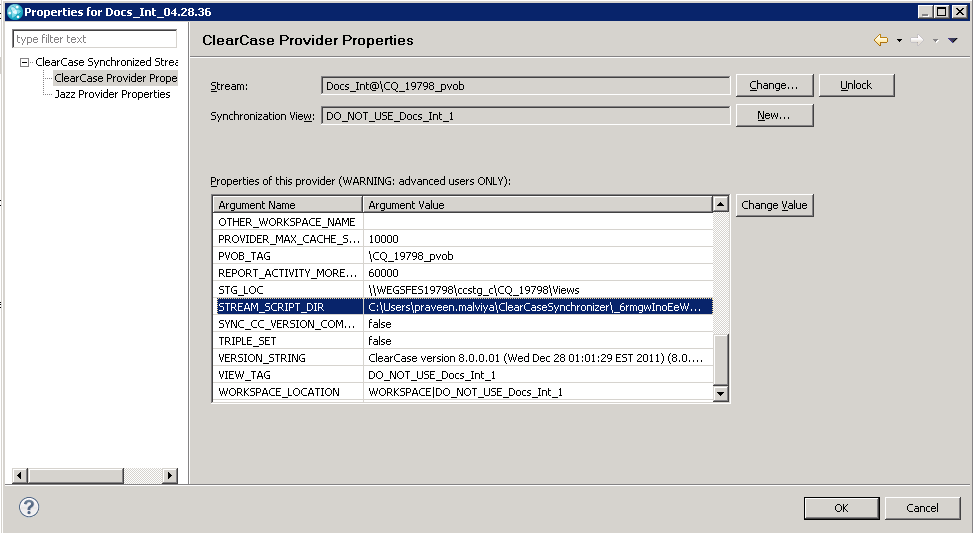 Properties for Docs_Int_04.28.36
type filter text
ClearCase Synchronized Strea
ClearCase Provider Prope
Jazz Provider Properties
ClearCase Provider Properties
Stream: Docs_Int@\CQ_19798_pvob Change... Unlock
Synchronization View: DO_NOT_USE_Docs_Int_1 New...
Properties of this provider (WARNING: advanced users ONLY):
Argument Name Argument Value Change Value
OTHER_WORKSPACE_NAME
PROVIDER_MAX_CACHE_S... 10000
PVOB_TAG \CQ_19798_pvob
REPORT_ACTIVITY_MORE... 60000
STG_LOC \\WEGSFES19798\ccstg_c\CQ_19798\Views
STREAM_SCRIPT_DIR C:\Users\praveen.malviya\ClearCaseSynchronizer\_6rmgwInoEeW...
SYNC_CC_VERSION_COM... false
TRIPLE_SET false
VERSION_STRING ClearCase version 8.0.0.01 (Wed Dec 28 01:01:29 EST 2011) (8.0....
VIEW_TAG DO_NOT_USE_Docs_Int_1
WORKSPACE_LOCATION WORKSPACE|DO_NOT_USE_Docs_Int_1
?
OK Cancel